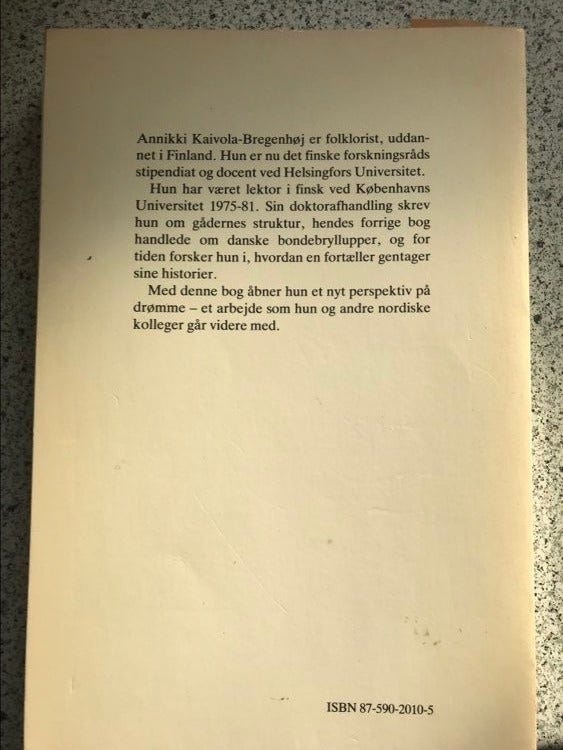 Annikki Kaivola-Bregenhøj er folklorist, uddan-
net i Finland. Hun er nu det finske forskningsråds
stipendiat og docent ved Helsingfors Universitet.
Hun har været lektor i finsk ved Københavns
Universitet 1975-81. Sin doktorafhandling skrev
hun om gådernes struktur, hendes forrige bog
handlede om danske bondebryllupper, og for
tiden forsker hun i, hvordan en fortæller gentager
sine historier.
Med denne bog åbner hun et nyt perspektiv på
drømme – et arbejde som hun og andre nordiske
kolleger går videre med.
ISBN 87-590-2010-5